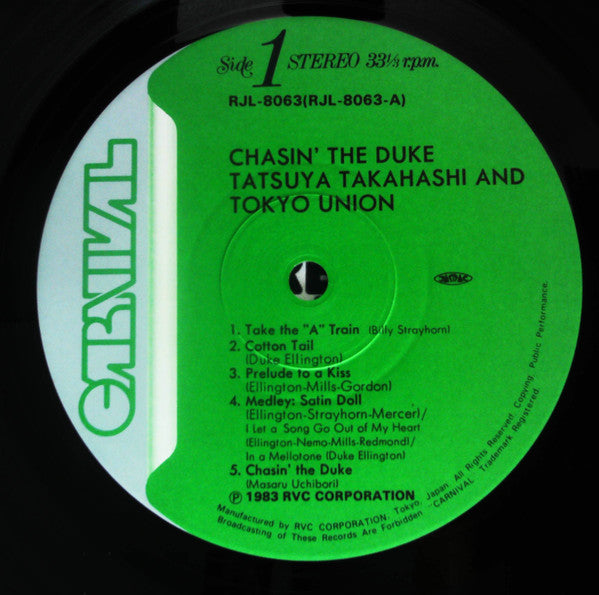 CARNIVAL
Side 1 STEREO 33⅓ r.p.m.
RJL-8063(RJL-8063-A)
CHASIN' THE DUKE
TATSUYA TAKAHASHI AND
TOKYO UNION
JASRAC
1. Take the "A" Train (Billy Strayhorn)
2. Cotton Tail
(Duke Ellington)
3. Prelude to a Kiss
(Ellington-Mills-Gordon)
4. Medley: Satin Doll
(Ellington-Strayhorn-Mercer)/
I Let a Song Go Out of My Heart
(Ellington-Nemo-Mills-Redmond)/
In a Mellotone (Duke Ellington)
5. Chasin' the Duke
(Masaru Uchibori)
Ⓟ 1983 RVC CORPORATION
Manufactured by RVC CORPORATION, Tokyo, Japan. All Rights Reserved. Copying, Public Performance,
Broadcasting of These Records Are Forbidden "CARNIVAL Trademark Registered.